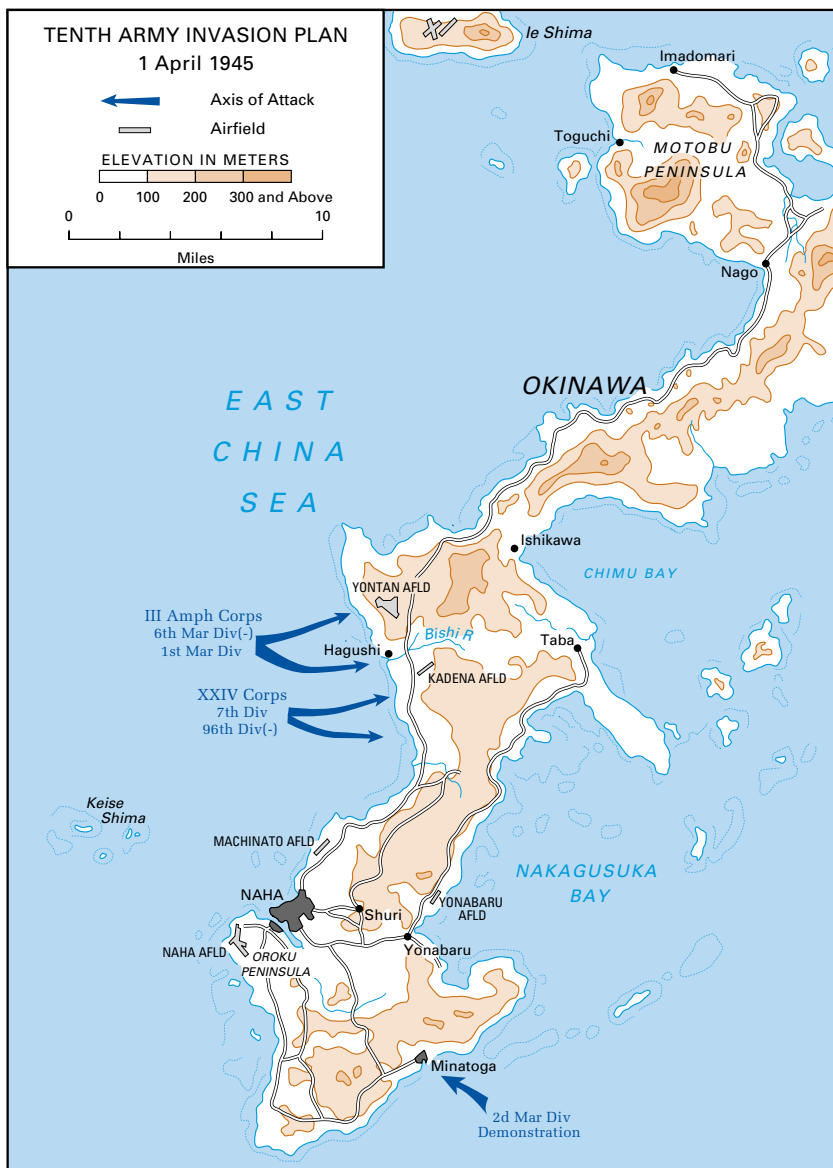 TENTH ARMY INVASION PLAN
1 April 1945
Axis of Attack
Airfield
ELEVATION IN METERS
0 100 200 300 and Above
0 10
Miles
Ie Shima
Imadomari
Toguchi
MOTOBU
PENINSULA
Nago
OKINAWA
EAST
CHINA
SEA
Ishikawa
CHIMU BAY
YONTAN AFLD
III Amph Corps
6th Mar Div(-)
1st Mar Div
Bishi R
Hagushi
Taba
KADENA AFLD
XXIV Corps
7th Div
96th Div(-)
Keise
Shima
MACHINATO AFLD
NAKAGUSUKA
BAY
NAHA
YONABARU
AFLD
Shuri
NAHA AFLD
OROKU
PENINSULA
Yonabaru
Minatoga
2d Mar Div
Demonstration